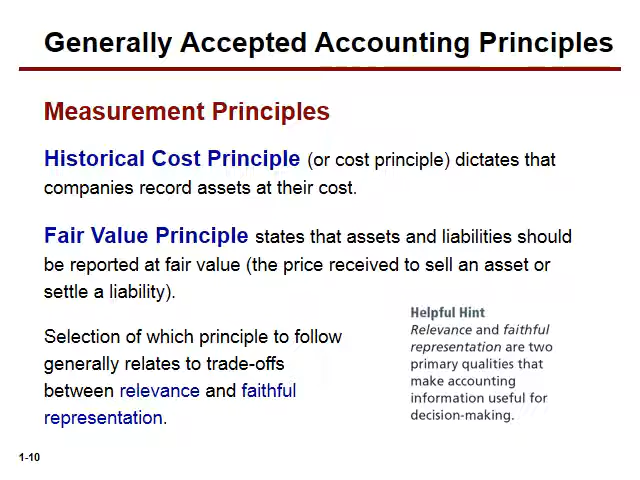 Generally Accepted Accounting Principles
Measurement Principles
Historical Cost Principle (or cost principle) dictates that
companies record assets at their cost.
Fair Value Principle states that assets and liabilities should
be reported at fair value (the price received to sell an asset or
settle a liability).
Selection of which principle to follow
generally relates to trade-offs
between relevance and faithful
representation.
Helpful Hint
Relevance and faithful
representation are two
primary qualities that
make accounting
information useful for
decision-making.
1-10